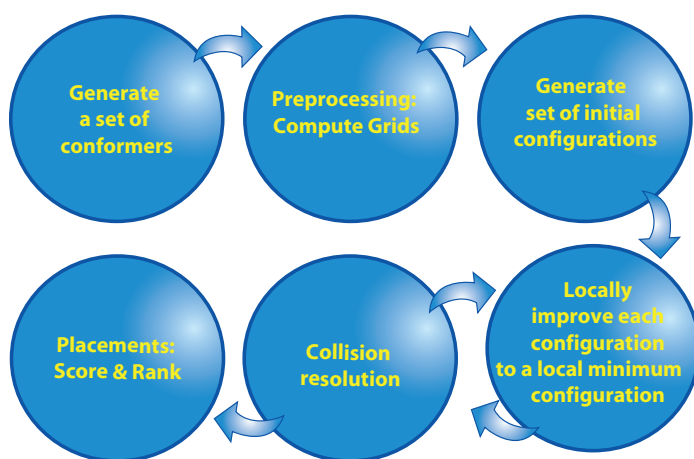 Generate
a set of
conformers
Preprocessing:
Compute Grids
Generate
set of initial
configurations
Locally
improve each
configuration
to a local minimum
configuration
Collision
resolution
Placements:
Score & Rank